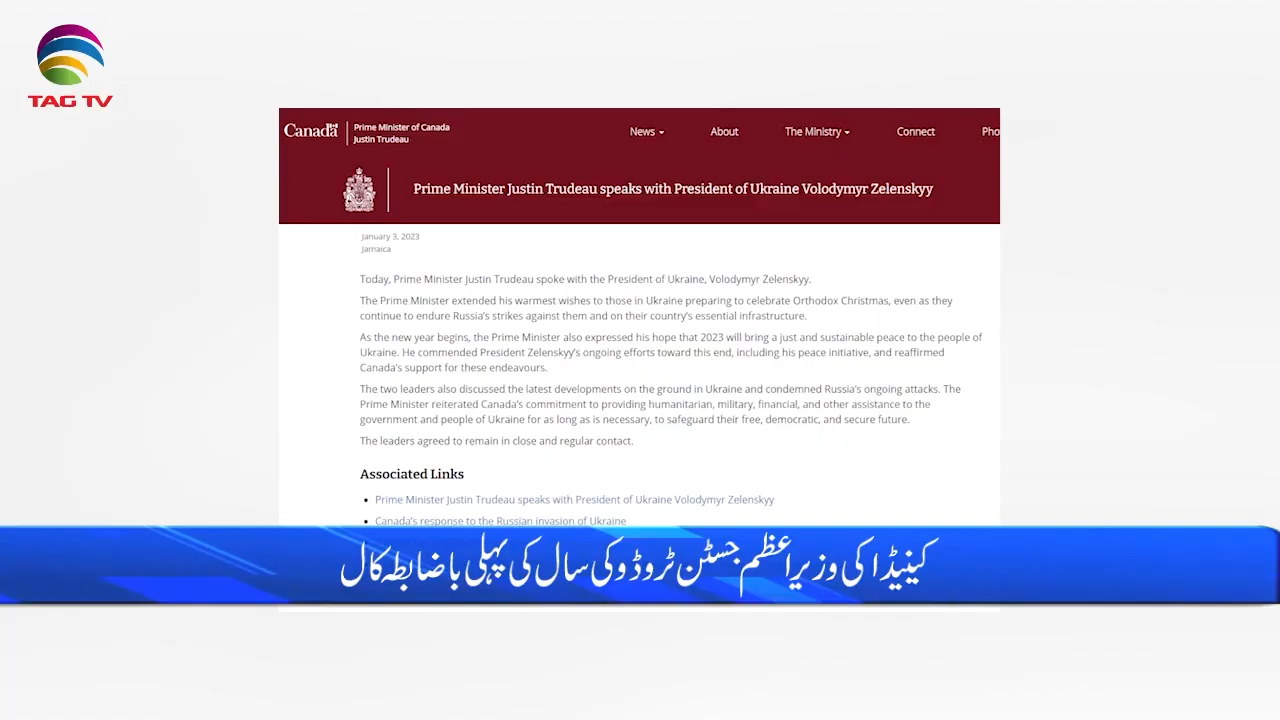 TAG TV
Canada
Prime Minister of Canada
Justin Trudeau
News
About
The Ministry
Connect
Pho
Prime Minister Justin Trudeau speaks with President of Ukraine Volodymyr Zelenskyy
January 3, 2023
Jamaica
Today, Prime Minister Justin Trudeau spoke with the President of Ukraine, Volodymyr Zelenskyy.
The Prime Minister extended his warmest wishes to those in Ukraine preparing to celebrate Orthodox Christmas, even as they
continue to endure Russia’s strikes against them and on their country’s essential infrastructure.
As the new year begins, the Prime Minister also expressed his hope that 2023 will bring a just and sustainable peace to the people of
Ukraine. He commended President Zelenskyy’s ongoing efforts toward this end, including his peace initiative, and reaffirmed
Canada’s support for these endeavours.
The two leaders also discussed the latest developments on the ground in Ukraine and condemned Russia’s ongoing attacks. The
Prime Minister reiterated Canada’s commitment to providing humanitarian, military, financial, and other assistance to the
government and people of Ukraine for as long as is necessary, to safeguard their free, democratic, and secure future.
The leaders agreed to remain in close and regular contact.
Associated Links
• Prime Minister Justin Trudeau speaks with President of Ukraine Volodymyr Zelenskyy
• Canada’s response to the Russian invasion of Ukraine
کینیڈا کی وزیراعظم جسٹن ٹروڈو کی سال کی پہلی باضابطہ کال